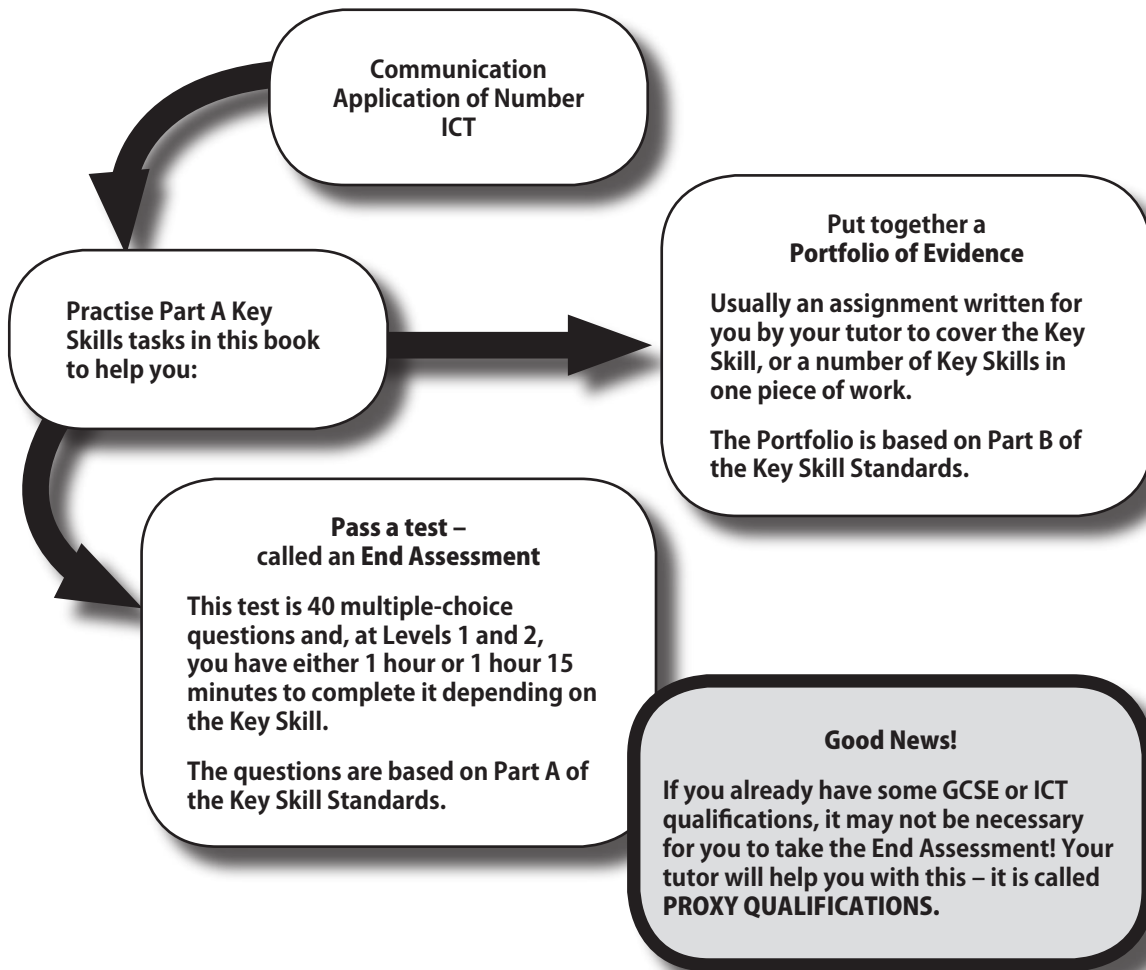 Communication
Application of Number
ICT
Practise Part A Key
Skills tasks in this book
to help you:
Put together a
Portfolio of Evidence
Usually an assignment written for
you by your tutor to cover the Key
Skill, or a number of Key Skills in
one piece of work.
The Portfolio is based on Part B of
the Key Skill Standards.
Pass a test –
called an End Assessment
This test is 40 multiple-choice
questions and, at Levels 1 and 2,
you have either 1 hour or 1 hour 15
minutes to complete it depending on
the Key Skill.
The questions are based on Part A of
the Key Skill Standards.
Good News!
If you already have some GCSE or ICT
qualifications, it may not be necessary
for you to take the End Assessment! Your
tutor will help you with this – it is called
PROXY QUALIFICATIONS.